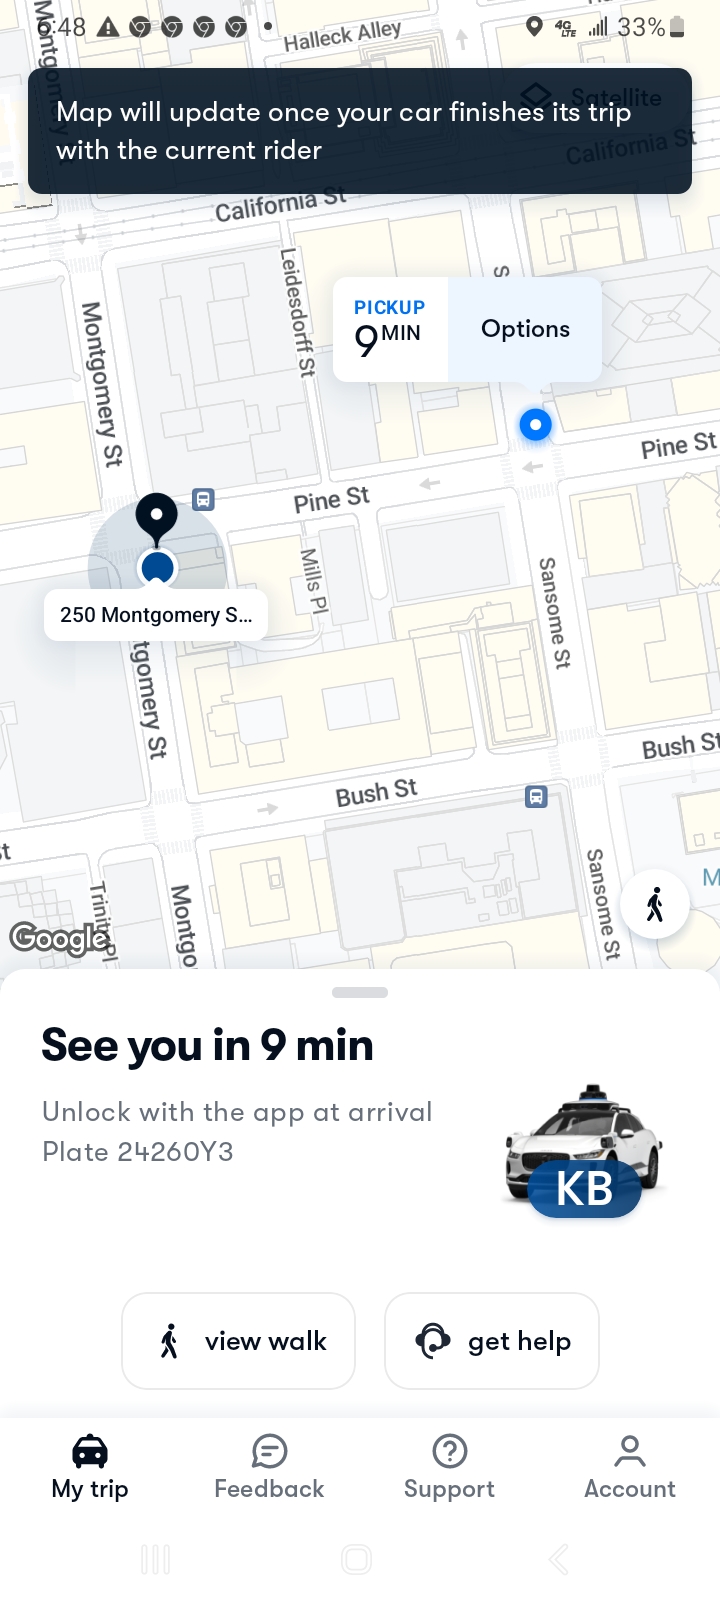 6:48
4G
LTE
33%
Halleck Alley
Montgomery
Satellite
Map will update once your car finishes its trip
with the current rider
California St
California St
Leidesdorff St
S
PICKUP
9 MIN
Options
Montgomery St
Pine St
Pine St
Mills Pl
Sansome St
250 Montgomery S...
tgomery St
Bush St
Bush St
st
Sansome St
M
Trinity Pl
Montgo
Google
See you in 9 min
Unlock with the app at arrival
Plate 24260Y3
KB
view walk
get help
My trip
Feedback
Support
Account